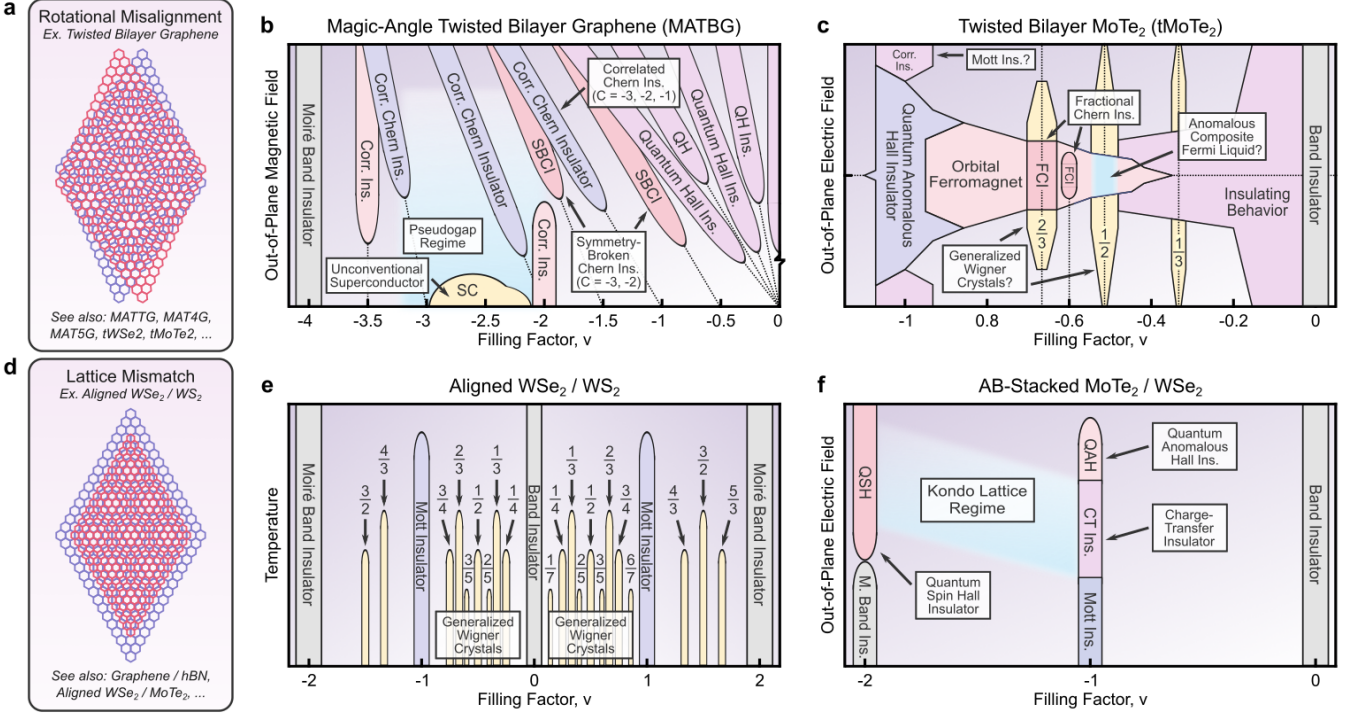 a
Rotational Misalignment
Ex. Twisted Bilayer Graphene
See also: MATTG, MAT4G,
MAT5G, tWSe2, tMoTe2, ...
b
Magic-Angle Twisted Bilayer Graphene (MATBG)
Out-of-Plane Magnetic Field
Moiré Band Insulator
Corr. Ins.
Corr. Chern Ins.
Corr. Chern Insulator
SBCI
Corr. Chern Insulator
SBCI
Quantum Hall Ins.
QH
Quantum Hall Ins.
QH Ins.
Correlated
Chern Ins.
(C = -3, -2, -1)
Pseudogap
Regime
Unconventional
Superconductor
SC
Corr. Ins.
Symmetry-
Broken
Chern Ins.
(C = -3, -2)
-4
-3.5
-3
-2.5
-2
-1.5
-1
-0.5
0
Filling Factor, ν
c
Twisted Bilayer MoTe2 (tMoTe2)
Out-of-Plane Electric Field
Corr.
Ins.
Mott Ins.?
Quantum Anomalous
Hall Insulator
Fractional
Chern Ins.
Anomalous
Composite
Fermi Liquid?
Orbital
Ferromagnet
FCI
FCI
Insulating
Behavior
Band Insulator
Generalized
Wigner
Crystals?
2/3
1/2
1/3
-1
0.8
-0.6
-0.4
-0.2
0
Filling Factor, ν
d
Lattice Mismatch
Ex. Aligned WSe2 / WS2
See also: Graphene / hBN,
Aligned WSe2 / MoTe2, ...
e
Aligned WSe2 / WS2
Temperature
Moiré Band Insulator
3/2
4/3
Mott Insulator
3/4
2/3
3/5
1/2
2/5
1/3
1/4
Band Insulator
1/7
1/4
1/3
2/5
1/2
3/5
2/3
3/4
6/7
Mott Insulator
4/3
3/2
5/3
Moiré Band Insulator
Generalized
Wigner
Crystals
Generalized
Wigner
Crystals
-2
-1
0
1
2
Filling Factor, ν
f
AB-Stacked MoTe2 / WSe2
Out-of-Plane Electric Field
QSH
M. Band Ins.
Kondo Lattice
Regime
Quantum
Spin Hall
Insulator
QAH
CT Ins.
Mott Ins.
Quantum
Anomalous
Hall Ins.
Charge-
Transfer
Insulator
Band Insulator
-2
-1
0
Filling Factor, ν